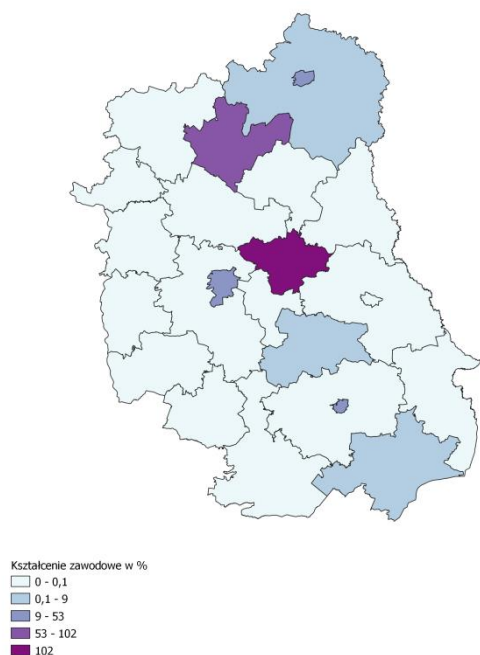 Kształcenie zawodowe w %
0 - 0,1
0,1 - 9
9 - 53
53 - 102
102